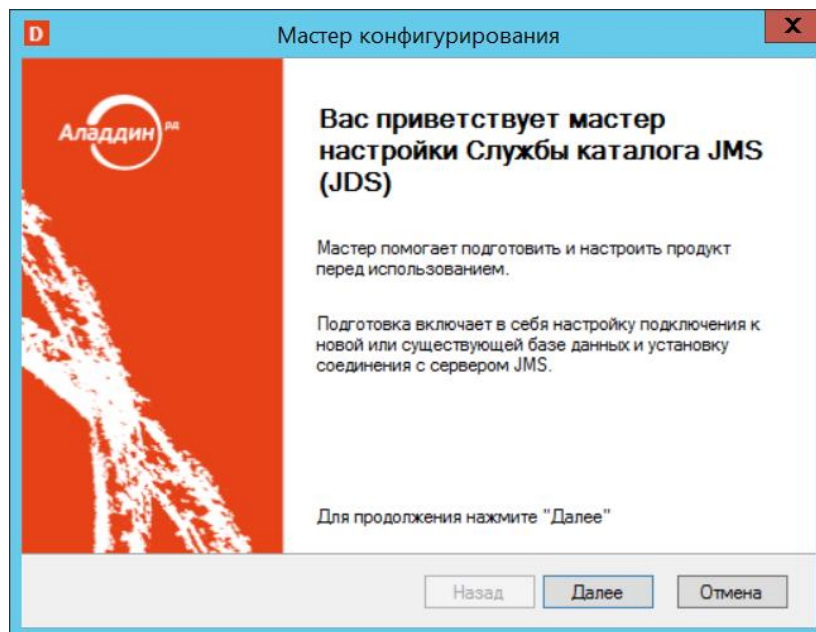 D
Мастер конфигурирования
X
Аладдин РД
Вас приветствует мастер
настройки Службы каталога JMS
(JDS)
Мастер помогает подготовить и настроить продукт
перед использованием.
Подготовка включает в себя настройку подключения к
новой или существующей базе данных и установку
соединения с сервером JMS.
Для продолжения нажмите "Далее"
Назад
Далее
Отмена